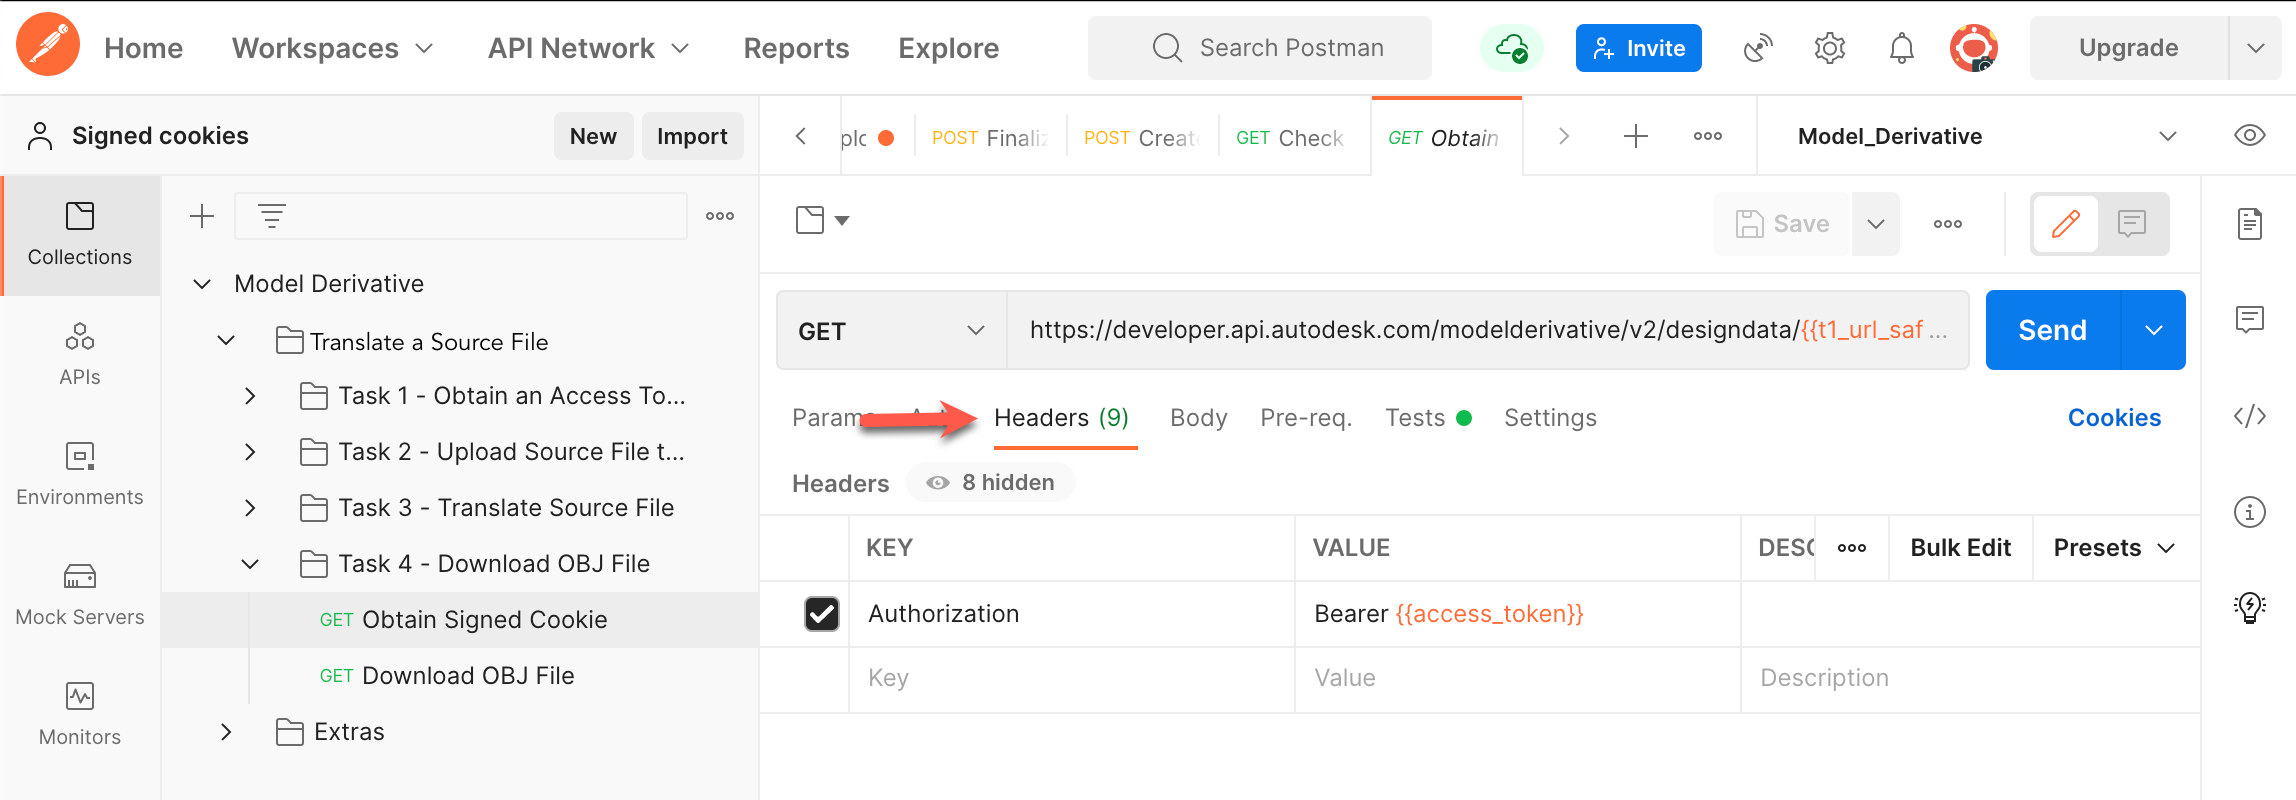 Home Workspaces API Network Reports Explore Search Postman Invite Upgrade
Signed cookies New Import
POST Finaliz POST Create GET Check GET Obtain Model_Derivative
Collections
APIs
Environments
Mock Servers
Monitors
Model Derivative
Translate a Source File
Task 1 - Obtain an Access To...
Task 2 - Upload Source File t...
Task 3 - Translate Source File
Task 4 - Download OBJ File
GET Obtain Signed Cookie
GET Download OBJ File
Extras
Save
GET https://developer.api.autodesk.com/modelderivative/v2/designdata/{{t1_url_saf ... Send
Params Headers (9) Body Pre-req. Tests Settings Cookies
Headers 8 hidden
KEY VALUE DESC Bulk Edit Presets
Authorization Bearer {{access_token}}
Key Value Description